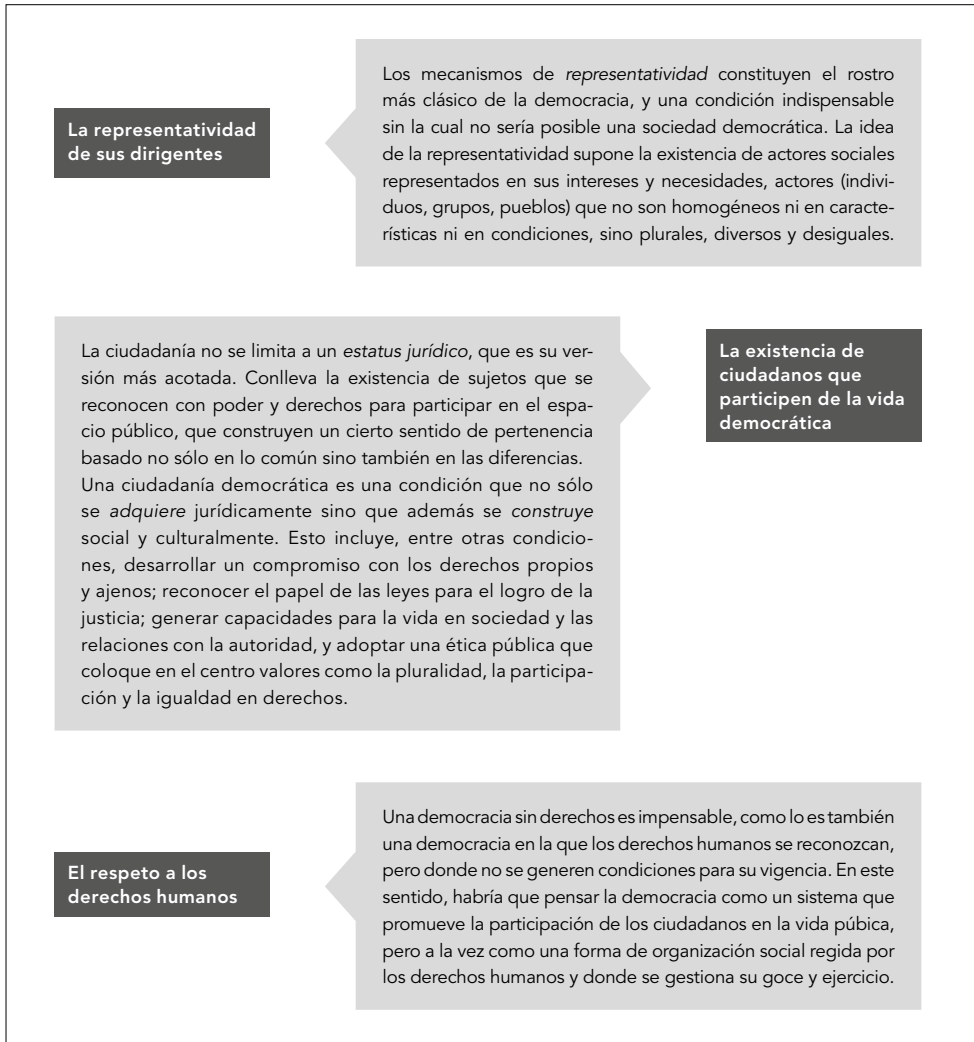 La representatividad
de sus dirigentes
Los mecanismos de representatividad constituyen el rostro
más clásico de la democracia, y una condición indispensable
sin la cual no sería posible una sociedad democrática. La idea
de la representatividad supone la existencia de actores sociales
representados en sus intereses y necesidades, actores (indivi-
duos, grupos, pueblos) que no son homogéneos ni en caracte-
rísticas ni en condiciones, sino plurales, diversos y desiguales.
La ciudadanía no se limita a un estatus jurídico, que es su ver-
sión más acotada. Conlleva la existencia de sujetos que se
reconocen con poder y derechos para participar en el espa-
cio público, que construyen un cierto sentido de pertenencia
basado no sólo en lo común sino también en las diferencias.
Una ciudadanía democrática es una condición que no sólo
se adquiere jurídicamente sino que además se construye
social y culturalmente. Esto incluye, entre otras condicio-
nes, desarrollar un compromiso con los derechos propios
y ajenos; reconocer el papel de las leyes para el logro de la
justicia; generar capacidades para la vida en sociedad y las
relaciones con la autoridad, y adoptar una ética pública que
coloque en el centro valores como la pluralidad, la participa-
ción y la igualdad en derechos.
La existencia de
ciudadanos que
participen de la vida
democrática
El respeto a los
derechos humanos
Una democracia sin derechos es impensable, como lo es también
una democracia en la que los derechos humanos se reconozcan,
pero donde no se generen condiciones para su vigencia. En este
sentido, habría que pensar la democracia como un sistema que
promueve la participación de los ciudadanos en la vida púbica,
pero a la vez como una forma de organización social regida por
los derechos humanos y donde se gestiona su goce y ejercicio.